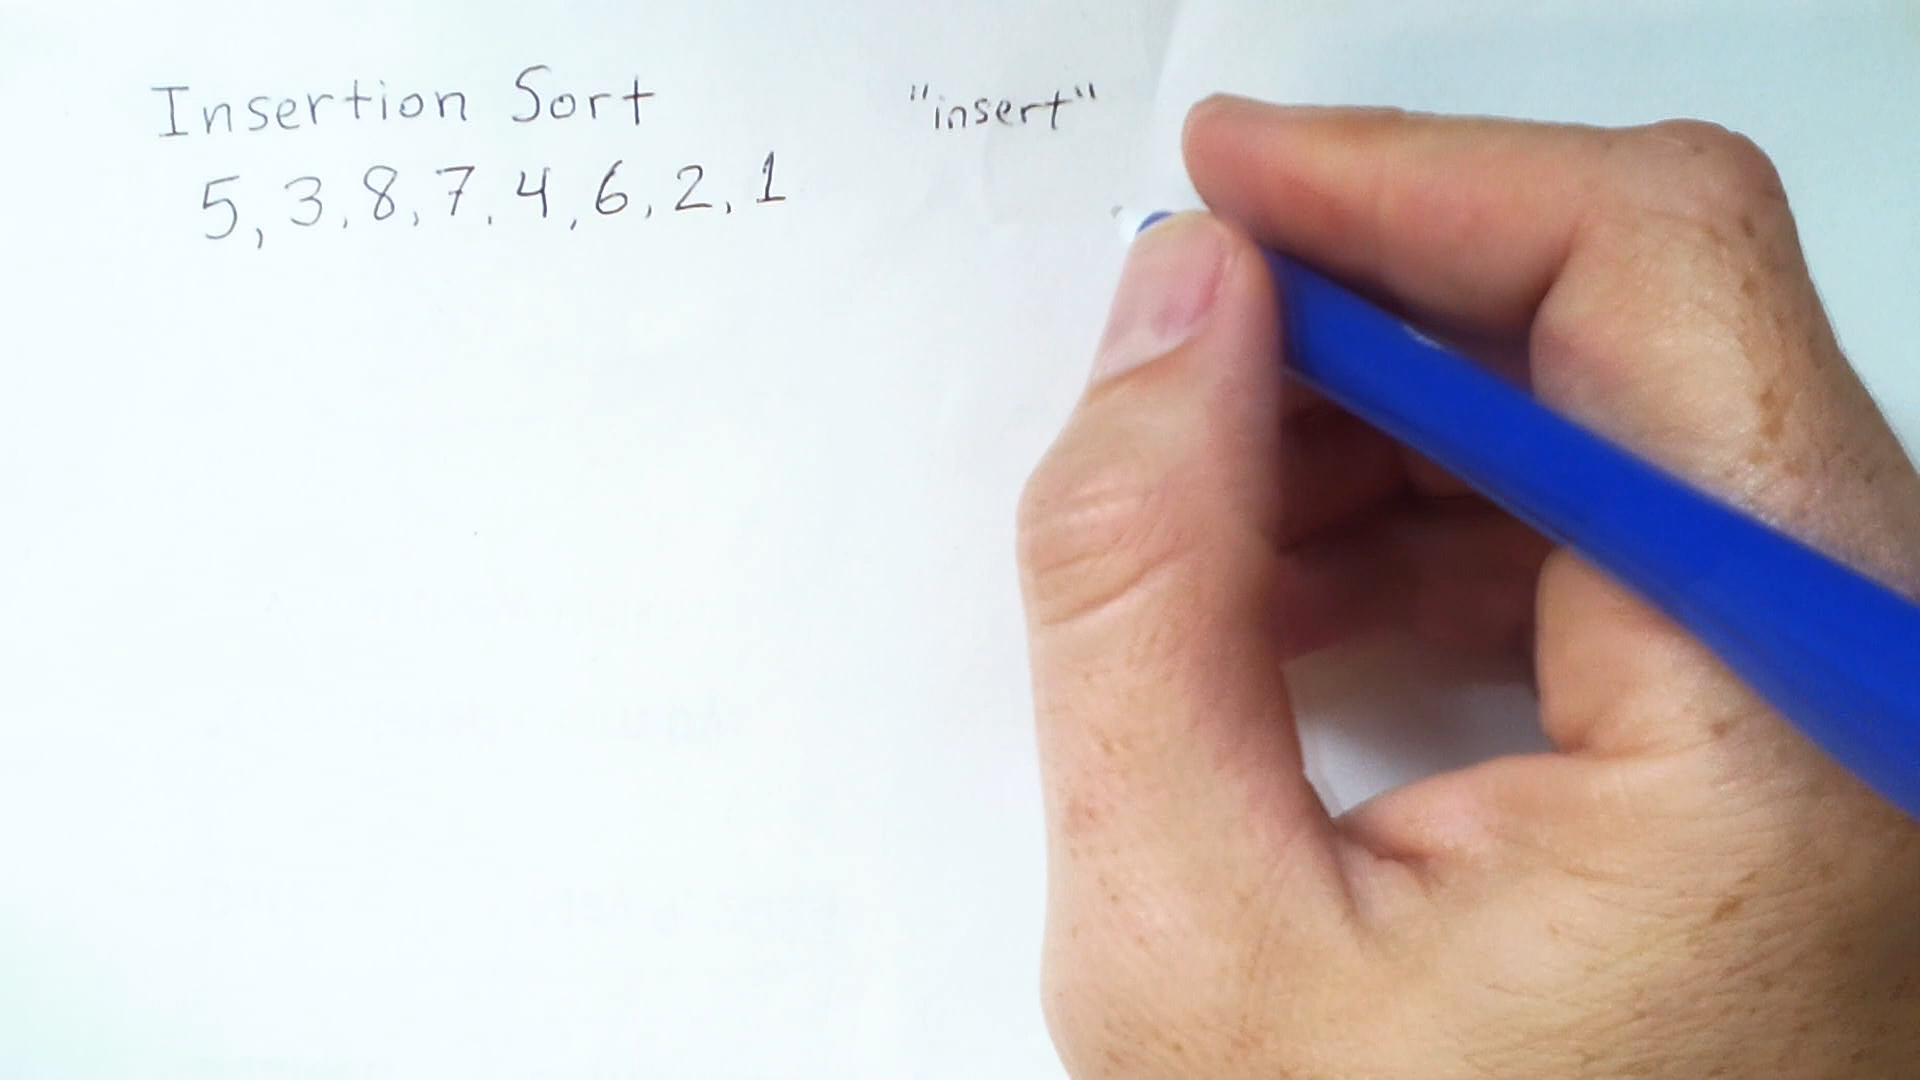 Insertion Sort "insert"
5, 3, 8, 7, 4, 6, 2, 1